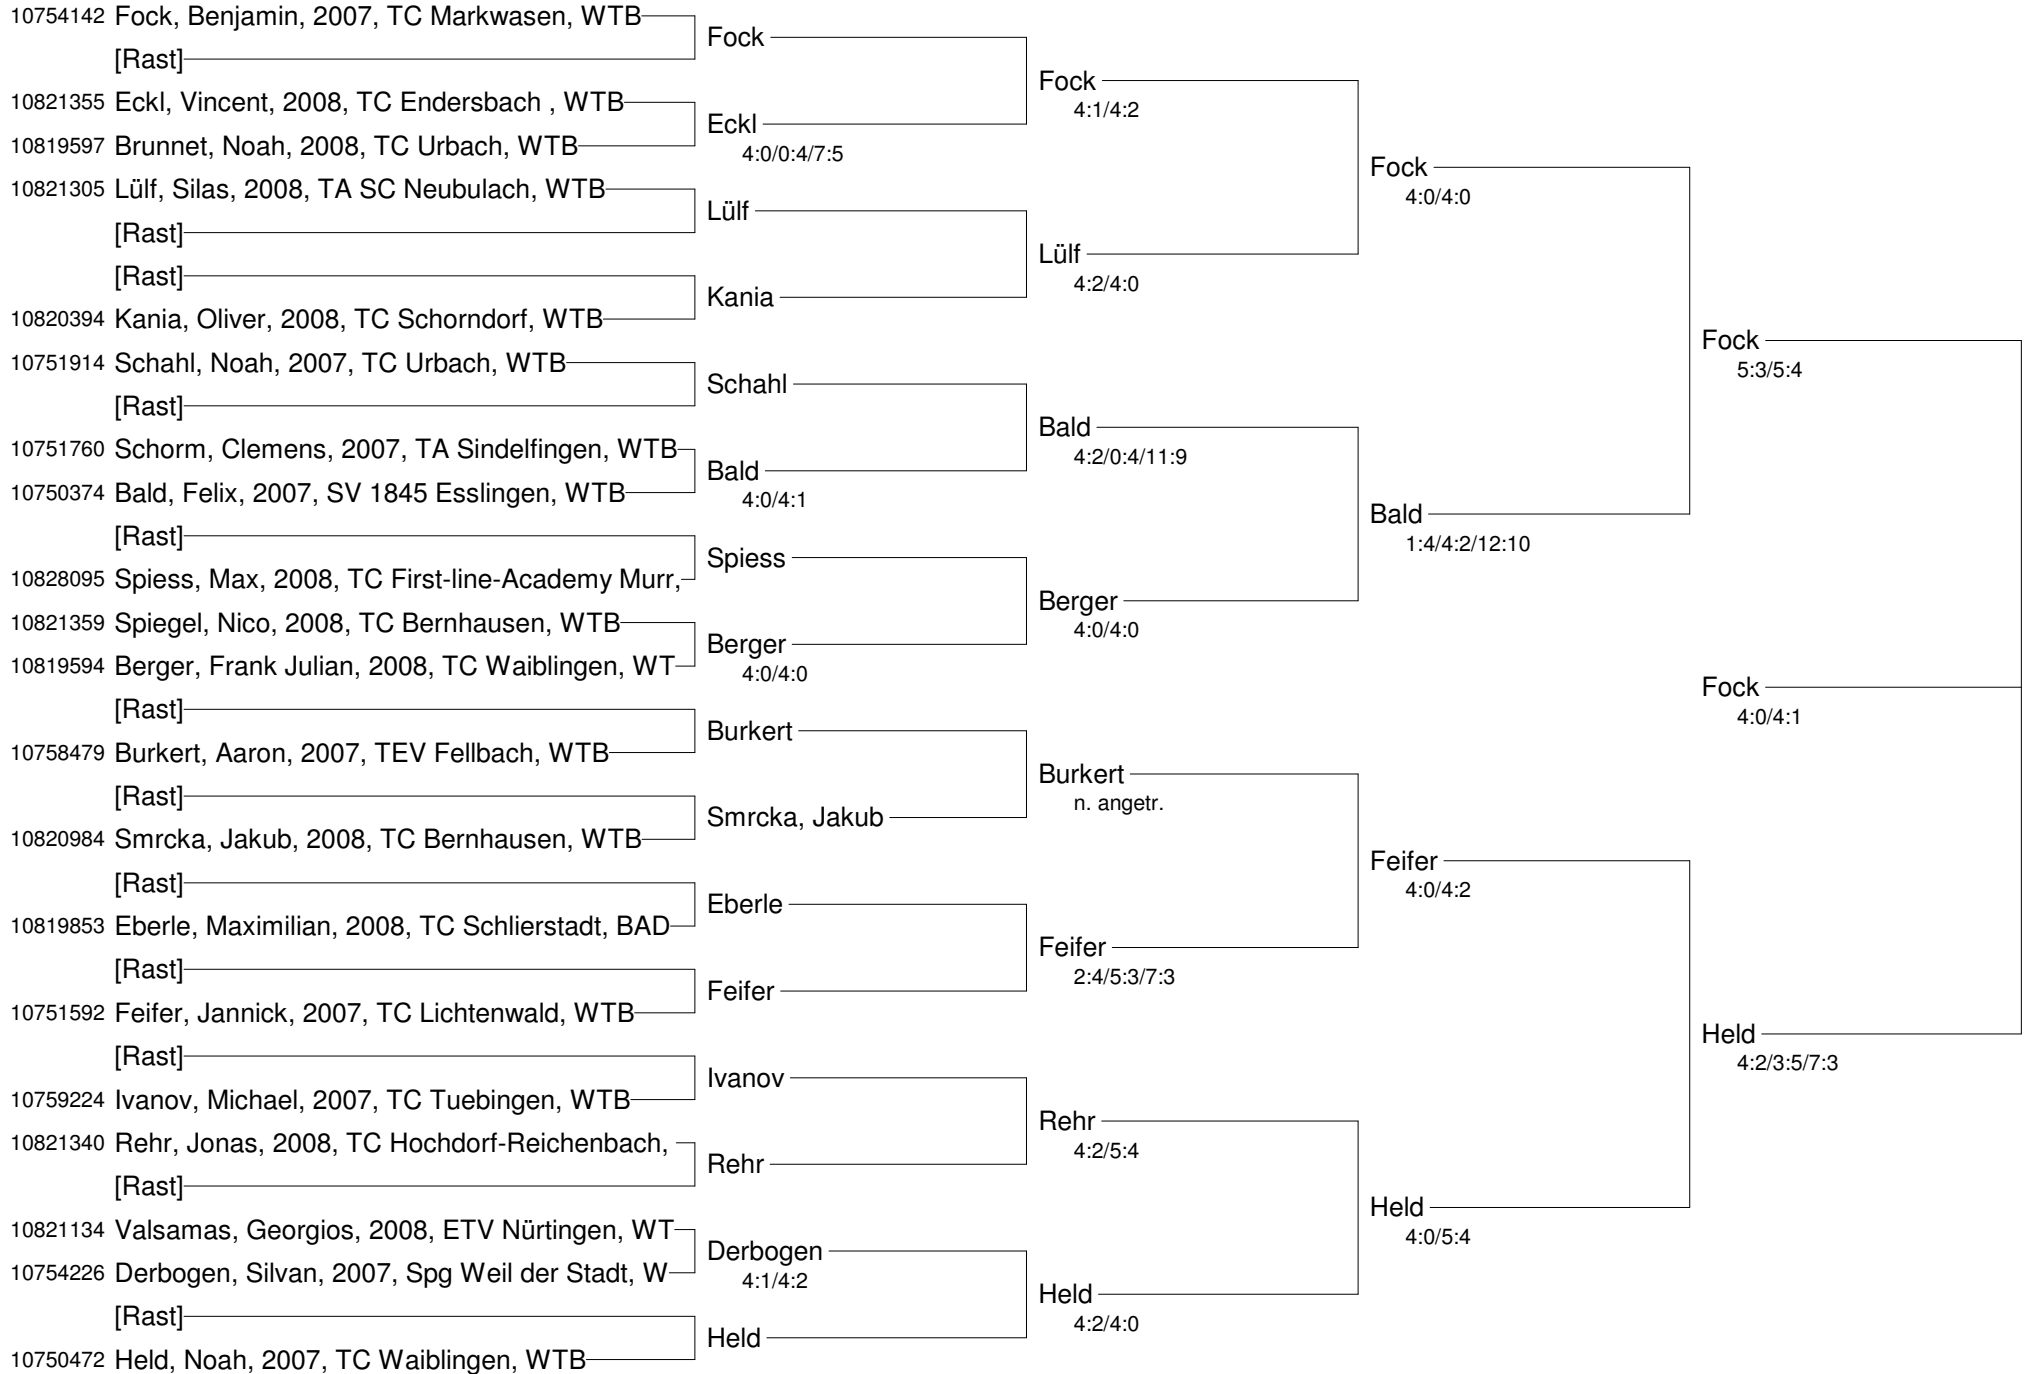 10754142 Fock, Benjamin, 2007, TC Markwasen, WTB
[Rast]
Fock
10821355 Eckl, Vincent, 2008, TC Endersbach , WTB
10819597 Brunnet, Noah, 2008, TC Urbach, WTB
Eckl
4:0/0:4/7:5
Fock
4:1/4:2
10821305 Lülf, Silas, 2008, TA SC Neubulach, WTB
[Rast]
Lülf
[Rast]
10820394 Kania, Oliver, 2008, TC Schorndorf, WTB
Kania
Lülf
4:2/4:0
Fock
4:0/4:0
10751914 Schahl, Noah, 2007, TC Urbach, WTB
[Rast]
Schahl
10751760 Schorm, Clemens, 2007, TA Sindelfingen, WTB
10750374 Bald, Felix, 2007, SV 1845 Esslingen, WTB
Bald
4:0/4:1
Bald
4:2/0:4/11:9
[Rast]
10828095 Spiess, Max, 2008, TC First-line-Academy Murr,
Spiess
10821359 Spiegel, Nico, 2008, TC Bernhausen, WTB
10819594 Berger, Frank Julian, 2008, TC Waiblingen, WT
Berger
4:0/4:0
Berger
4:0/4:0
Bald
1:4/4:2/12:10
Fock
5:3/5:4
[Rast]
10758479 Burkert, Aaron, 2007, TEV Fellbach, WTB
Burkert
[Rast]
10820984 Smrcka, Jakub, 2008, TC Bernhausen, WTB
Smrcka, Jakub
Burkert
n. angetr.
[Rast]
10819853 Eberle, Maximilian, 2008, TC Schlierstadt, BAD
Eberle
[Rast]
10751592 Feifer, Jannick, 2007, TC Lichtenwald, WTB
Feifer
Feifer
2:4/5:3/7:3
Feifer
4:0/4:2
[Rast]
10759224 Ivanov, Michael, 2007, TC Tuebingen, WTB
Ivanov
10821340 Rehr, Jonas, 2008, TC Hochdorf-Reichenbach,
[Rast]
Rehr
Rehr
4:2/5:4
10821134 Valsamas, Georgios, 2008, ETV Nürtingen, WT
10754226 Derbogen, Silvan, 2007, Spg Weil der Stadt, W
Derbogen
4:1/4:2
[Rast]
10750472 Held, Noah, 2007, TC Waiblingen, WTB
Held
Held
4:2/4:0
Held
4:0/5:4
Held
4:2/3:5/7:3
Fock
4:0/4:1